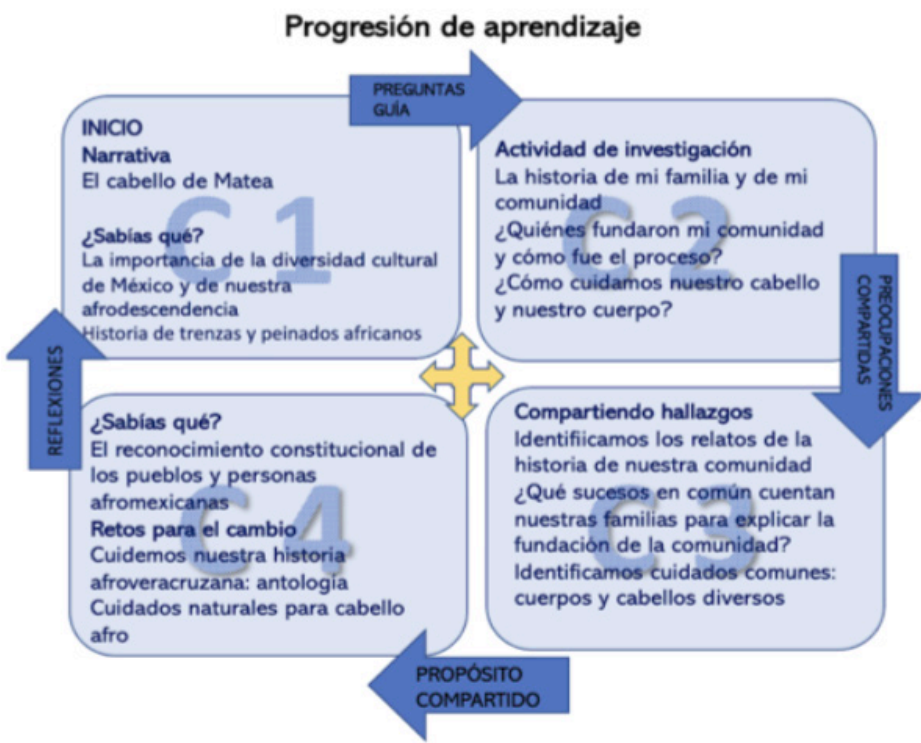 Progresión de aprendizaje
PREGUNTAS
GUÍA
INICIO
Narrativa
El cabello de Matea
¿Sabías qué?
La importancia de la diversidad cultural
de México y de nuestra
afrodescendencia
Historia de trenzas y peinados africanos
C 1
Actividad de investigación
La historia de mi familia y de mi
comunidad
¿Quiénes fundaron mi comunidad
y cómo fue el proceso?
¿Cómo cuidamos nuestro cabello
y nuestro cuerpo?
C 2
PREOCUPACIONES
COMPARTIDAS
Compartiendo hallazgos
Identifiicamos los relatos de la
historia de nuestra comunidad
¿Qué sucesos en común cuentan
nuestras familias para explicar la
fundación de la comunidad?
Identificamos cuidados comunes:
cuerpos y cabellos diversos
C 3
PROPÓSITO
COMPARTIDO
¿Sabías qué?
El reconocimiento constitucional de
los pueblos y personas
afromexicanas
Retos para el cambio
Cuidemos nuestra historia
afroveracruzana: antología
Cuidados naturales para cabello
afro
C 4
REFLEXIONES